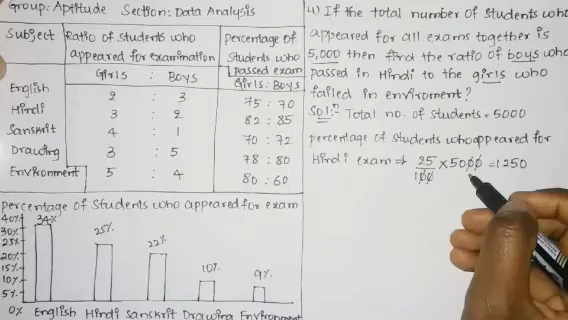 Group: Aptitude Section: Data Analysis
Subject Ratio of Students who appeared for examination Percentage of Students who passed exam
Girls : Boys Girls : Boys
English 2 : 3 75 : 70
Hindi 3 : 2 82 : 85
Sanskrit 4 : 1 70 : 72
Drawing 3 : 5 78 : 80
Environment 5 : 4 80 : 60
percentage of Students who appeared for exam
40%
30%
25%
20%
15%
10%
5%
0%
34%
25%
22%
10%
9%
English Hindi Sanskrit Drawing Environment
4) If the total number of Students who
appeared for all exams together is
5,000 then find the ratio of boys who
passed in Hindi to the girls who
failed in enviroment?
Sol:n Total no. of Students = 5000
percentage of Students who appeared for
Hindi exam ⇒ 25/100 × 5000 = 1250